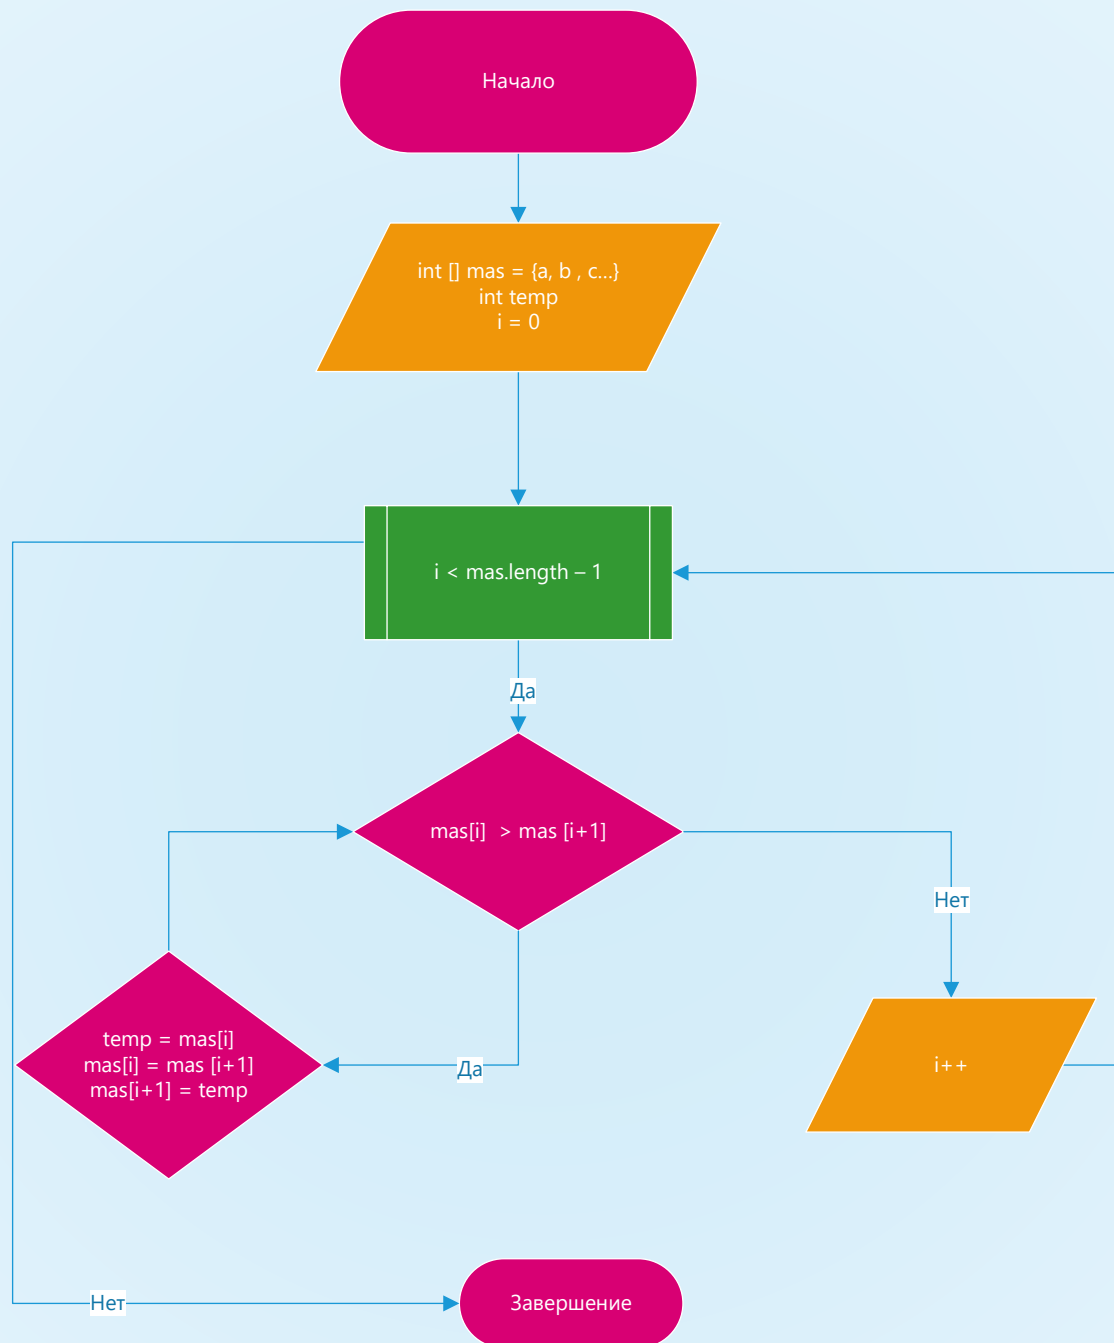 Начало
int [] mas = {a, b , c...}
int temp
i = 0
i < mas.length – 1
Да
mas[i]  > mas [i+1]
Нет
temp = mas[i]
mas[i] = mas [i+1]
mas[i+1] = temp
Да
i++
Нет
Завершение